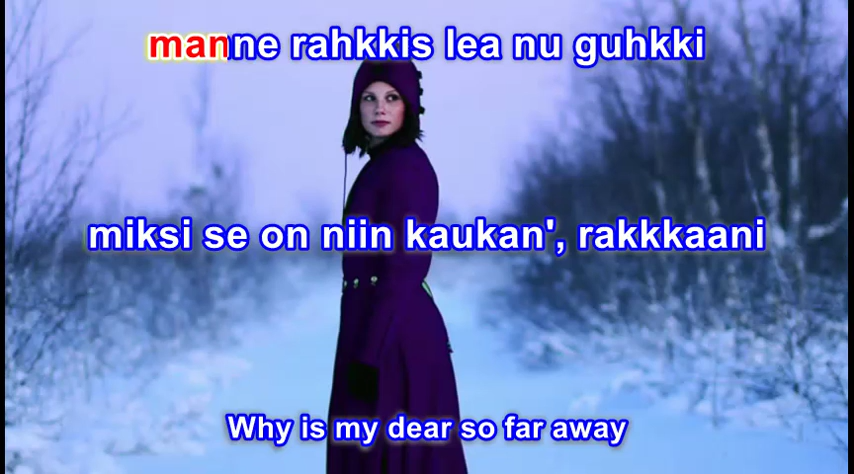 manne rahkkis lea nu guhkki
miksi se on niin kaukan', rakkkaani
Why is my dear so far away